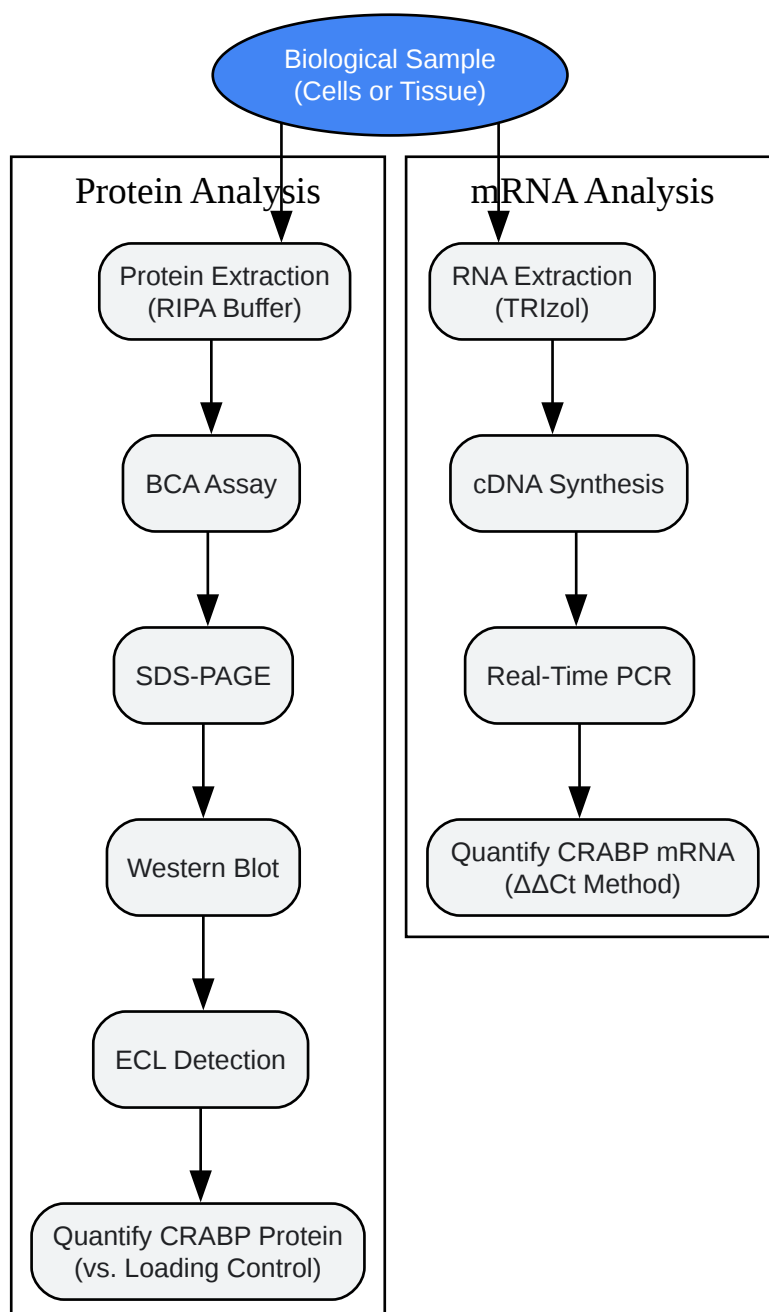 Biological Sample
(Cells or Tissue)
Protein Analysis
Protein Extraction
(RIPA Buffer)
BCA Assay
SDS-PAGE
Western Blot
ECL Detection
Quantify CRABP Protein
(vs. Loading Control)
mRNA Analysis
RNA Extraction
(TRIzol)
cDNA Synthesis
Real-Time PCR
Quantify CRABP mRNA
(ΔΔCt Method)